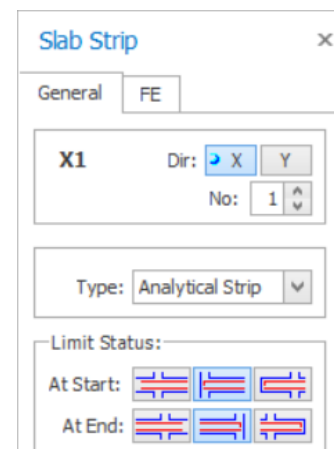 Slab Strip ×
General FE
X1 Dir: X Y
No: 1
Type: Analytical Strip
Limit Status:
At Start:
At End: